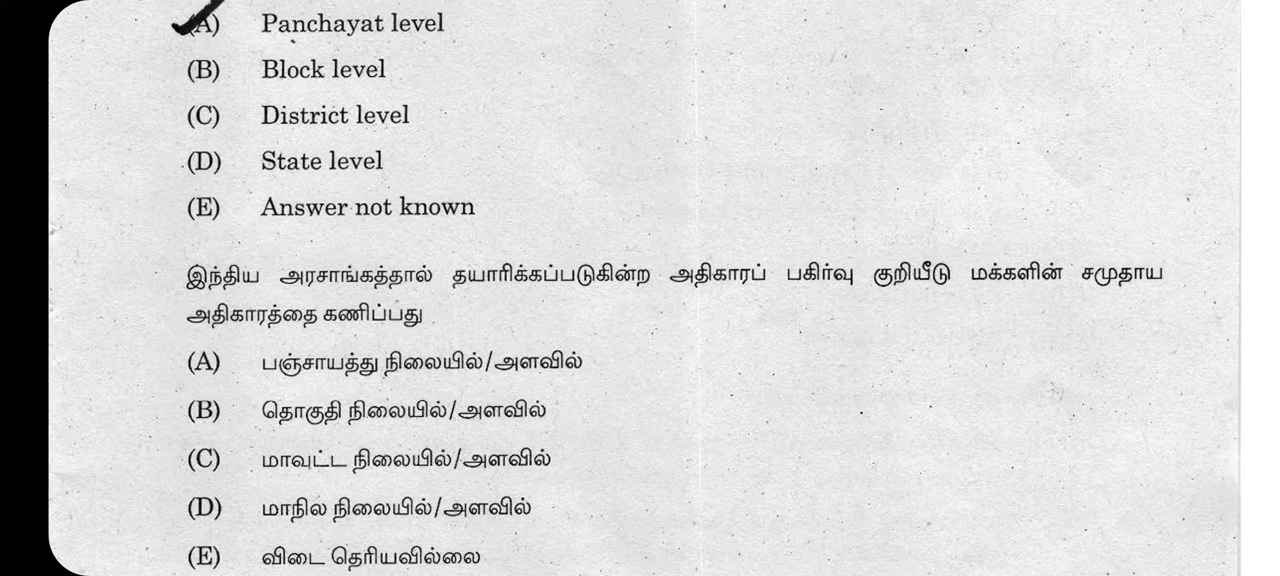 (A) Panchayat level
(B) Block level
(C) District level
(D) State level
(E) Answer not known
இந்திய அரசாங்கத்தால் தயாரிக்கப்படுகின்ற அதிகாரப் பகிர்வு குறியீடு மக்களின் சமுதாய
அதிகாரத்தை கணிப்பது
(A) பஞ்சாயத்து நிலையில்/அளவில்
(B) தொகுதி நிலையில்/அளவில்
(C) மாவுட்ட நிலையில்/அளவில்
(D) மாநில நிலையில்/அளவில்
(E) விடை தெரியவில்லை